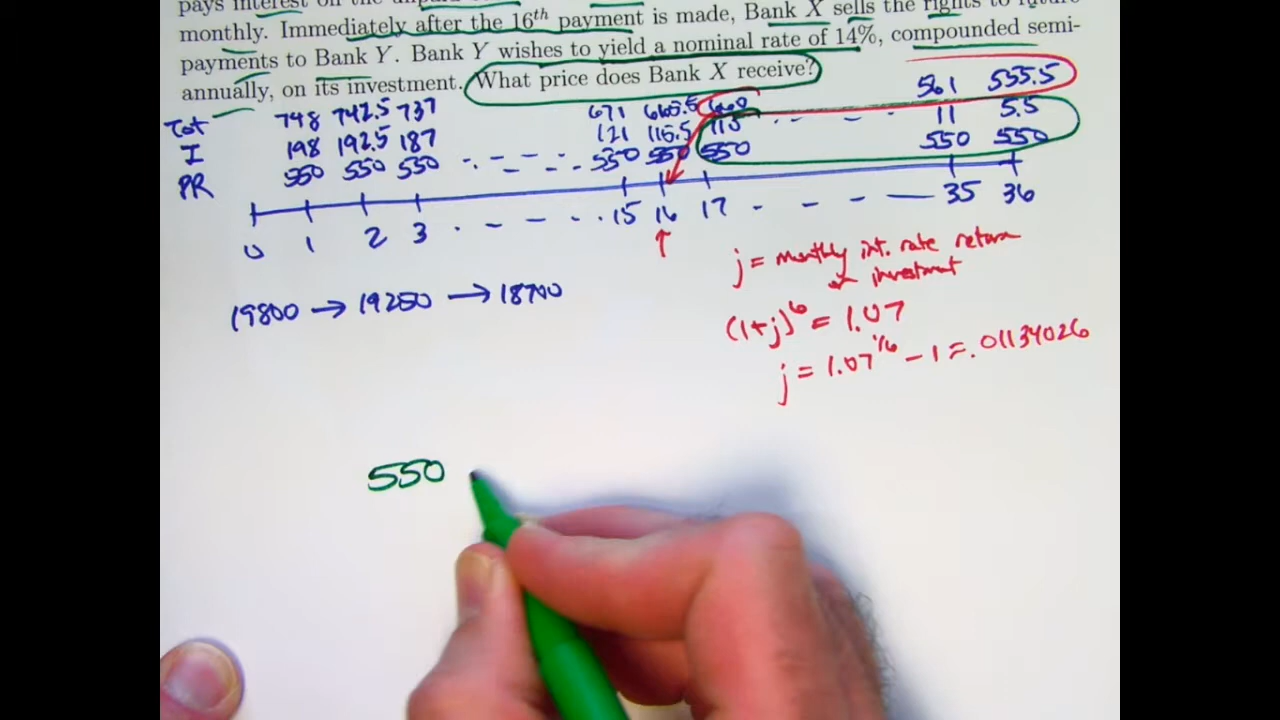 pays interest on the unpaid
monthly. Immediately after the 16th payment is made, Bank X sells the rights to future
payments to Bank Y. Bank Y wishes to yield a nominal rate of 14%, compounded semi-
annually, on its investment. What price does Bank X receive?
Tot 748 742.5 737 671 665.5 660 561 555.5
I 198 192.5 187 121 115.5 110 11 5.5
PR 550 550 550 550 550 550 550 550
0 1 2 3 15 16 17 35 36
j = monthly int. rate return
on investment
19800 → 19250 → 18700
(1+j)^6 = 1.07
j = 1.07^1/6 − 1 = .01134026
550